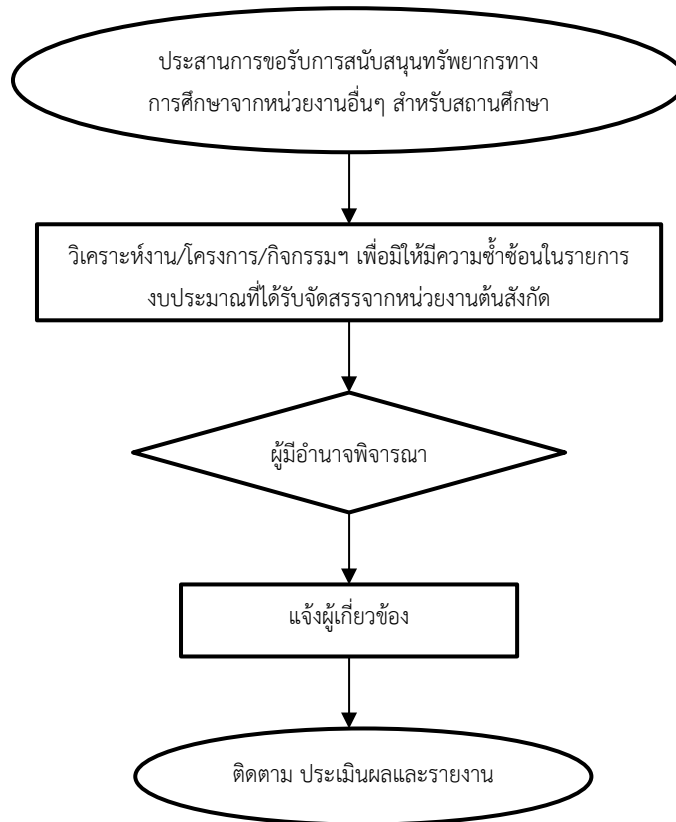 ประสานการขอรับการสนับสนุนทรัพยากรทาง
การศึกษาจากหน่วยงานอื่นๆ สำหรับสถานศึกษา
วิเคราะห์งาน/โครงการ/กิจกรรมฯ เพื่อมิให้มีความซ้ำซ้อนในรายการ
งบประมาณที่ได้รับจัดสรรจากหน่วยงานต้นสังกัด
ผู้มีอำนาจพิจารณา
แจ้งผู้เกี่ยวข้อง
ติดตาม ประเมินผลและรายงาน